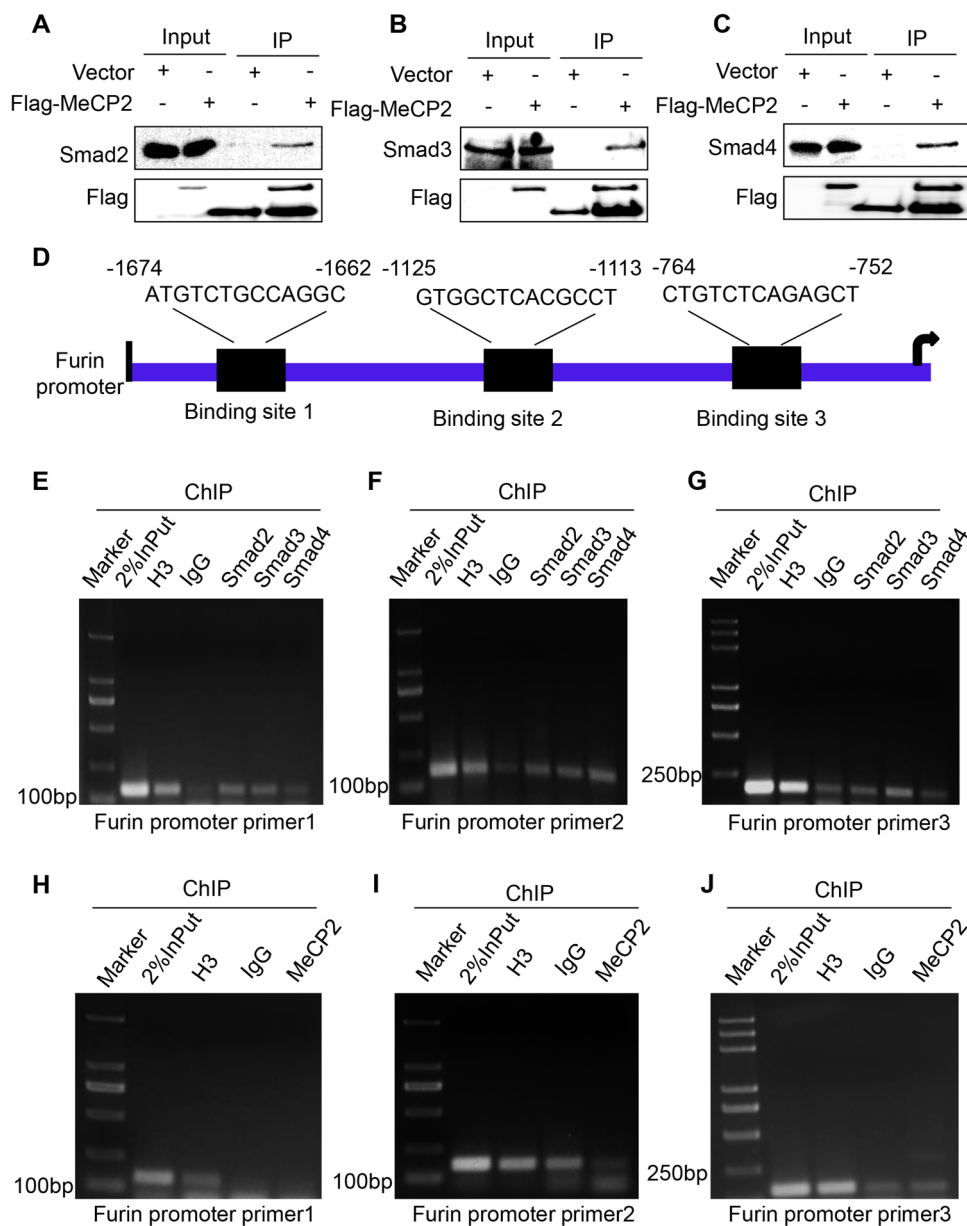 A
Input IP
Vector + - + -
Flag-MeCP2 - + - +
Smad2
Flag
B
Input IP
Vector + - + -
Flag-MeCP2 - + - +
Smad3
Flag
C
Input IP
Vector + - + -
Flag-MeCP2 - + - +
Smad4
Flag
D
-1674 -1662 -1125 -1113 -764 -752
ATGTCTGCCAGGC GTGGCTCACGCCT CTGTCTCAGAGCT
Furin
promoter
Binding site 1 Binding site 2 Binding site 3
E
ChIP
Marker 2%InPut H3 IgG Smad2 Smad3 Smad4
100bp
Furin promoter primer1
F
ChIP
Marker 2%InPut H3 IgG Smad2 Smad3 Smad4
100bp
Furin promoter primer2
G
ChIP
Marker 2%InPut H3 IgG Smad2 Smad3 Smad4
250bp
Furin promoter primer3
H
ChIP
Marker 2%InPut H3 IgG MeCP2
100bp
Furin promoter primer1
I
ChIP
Marker 2%InPut H3 IgG MeCP2
100bp
Furin promoter primer2
J
ChIP
Marker 2%InPut H3 IgG MeCP2
250bp
Furin promoter primer3